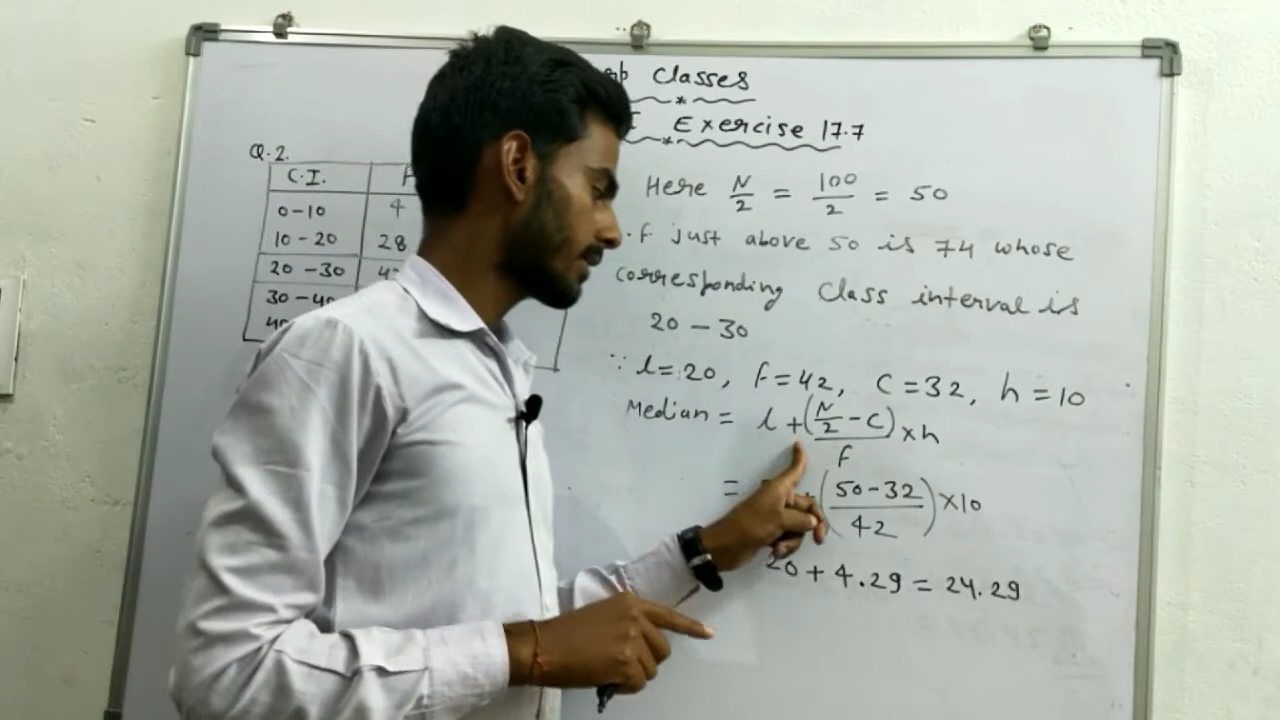 Classes
Exercise 17.7
Q.2.
C.I.
0-10 4
10-20 28
20-30
Here N/2 = 100/2 = 50
.f just above 50 is 74 whose
corresponding class interval is
20-30
∵ l=20, f=42, C=32, h=10
Median = l+(N/2-C)/f ×h
= + (50-32/42)×10
20+4.29=24.29